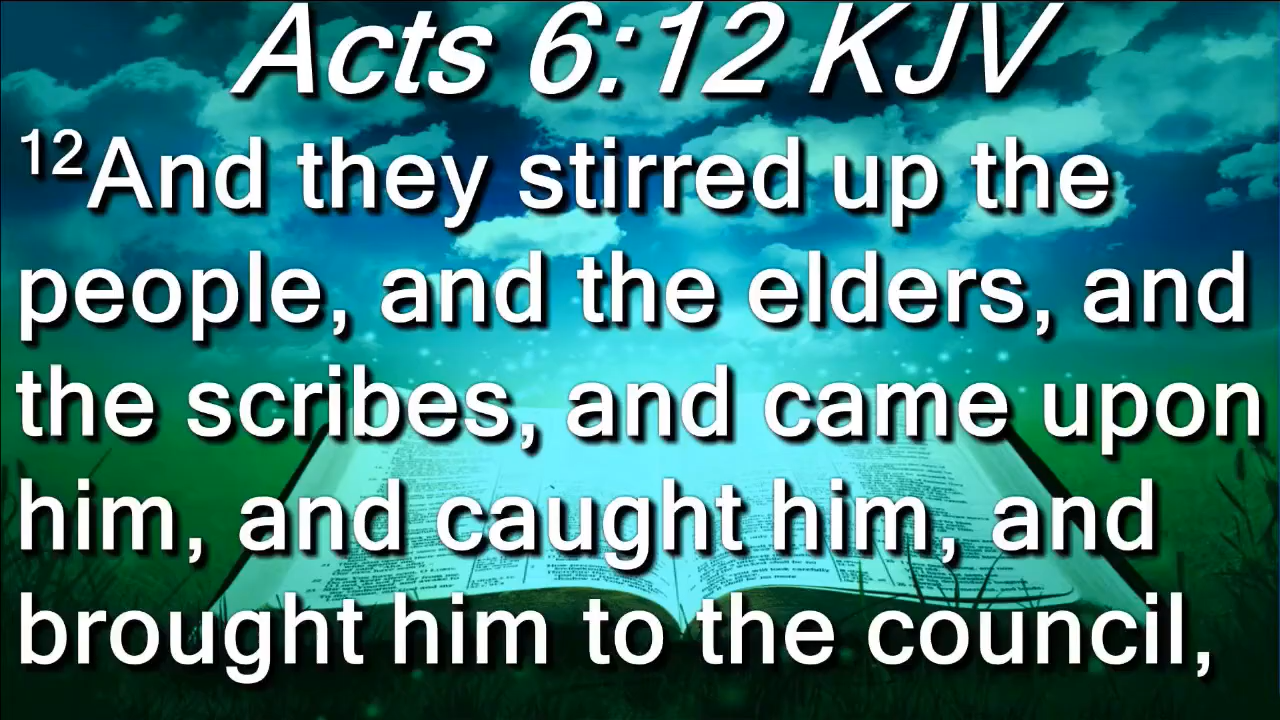 Acts 6:12 KJV
12And they stirred up the
people, and the elders, and
the scribes, and came upon
him, and caught him, and
brought him to the council,